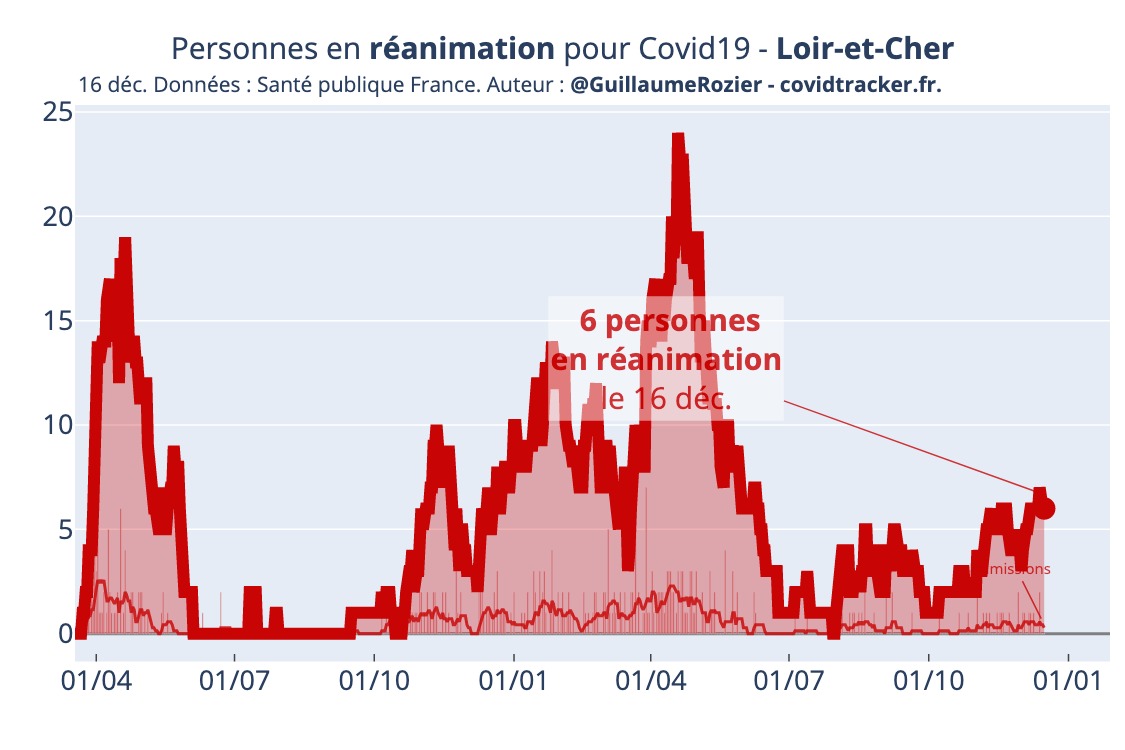 Personnes en réanimation pour Covid19 - Loir-et-Cher
16 déc. Données : Santé publique France. Auteur : @GuillaumeRozier - covidtracker.fr.
25
20
15
10
5
0
6 personnes
en réanimation
le 16 déc.
01/04
01/07
01/10
01/01
01/04
01/07
01/10
01/01